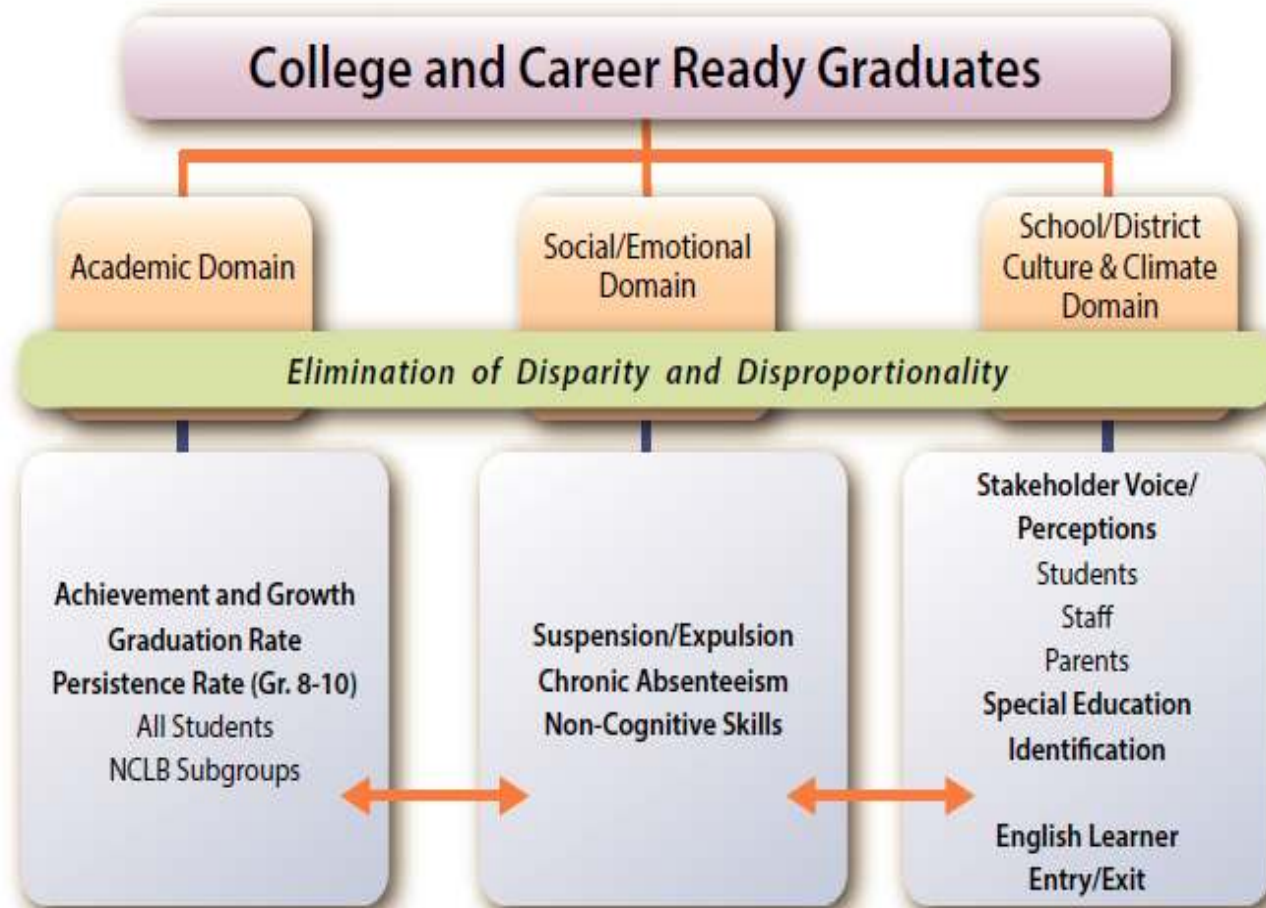 College and Career Ready Graduates
Academic Domain
Social/Emotional
Domain
School/District
Culture & Climate
Domain
Elimination of Disparity and Disproportionality
Achievement and Growth
Graduation Rate
Persistence Rate (Gr. 8-10)
All Students
NCLB Subgroups
Suspension/Expulsion
Chronic Absenteeism
Non-Cognitive Skills
Stakeholder Voice/
Perceptions
Students
Staff
Parents
Special Education
Identification
English Learner
Entry/Exit